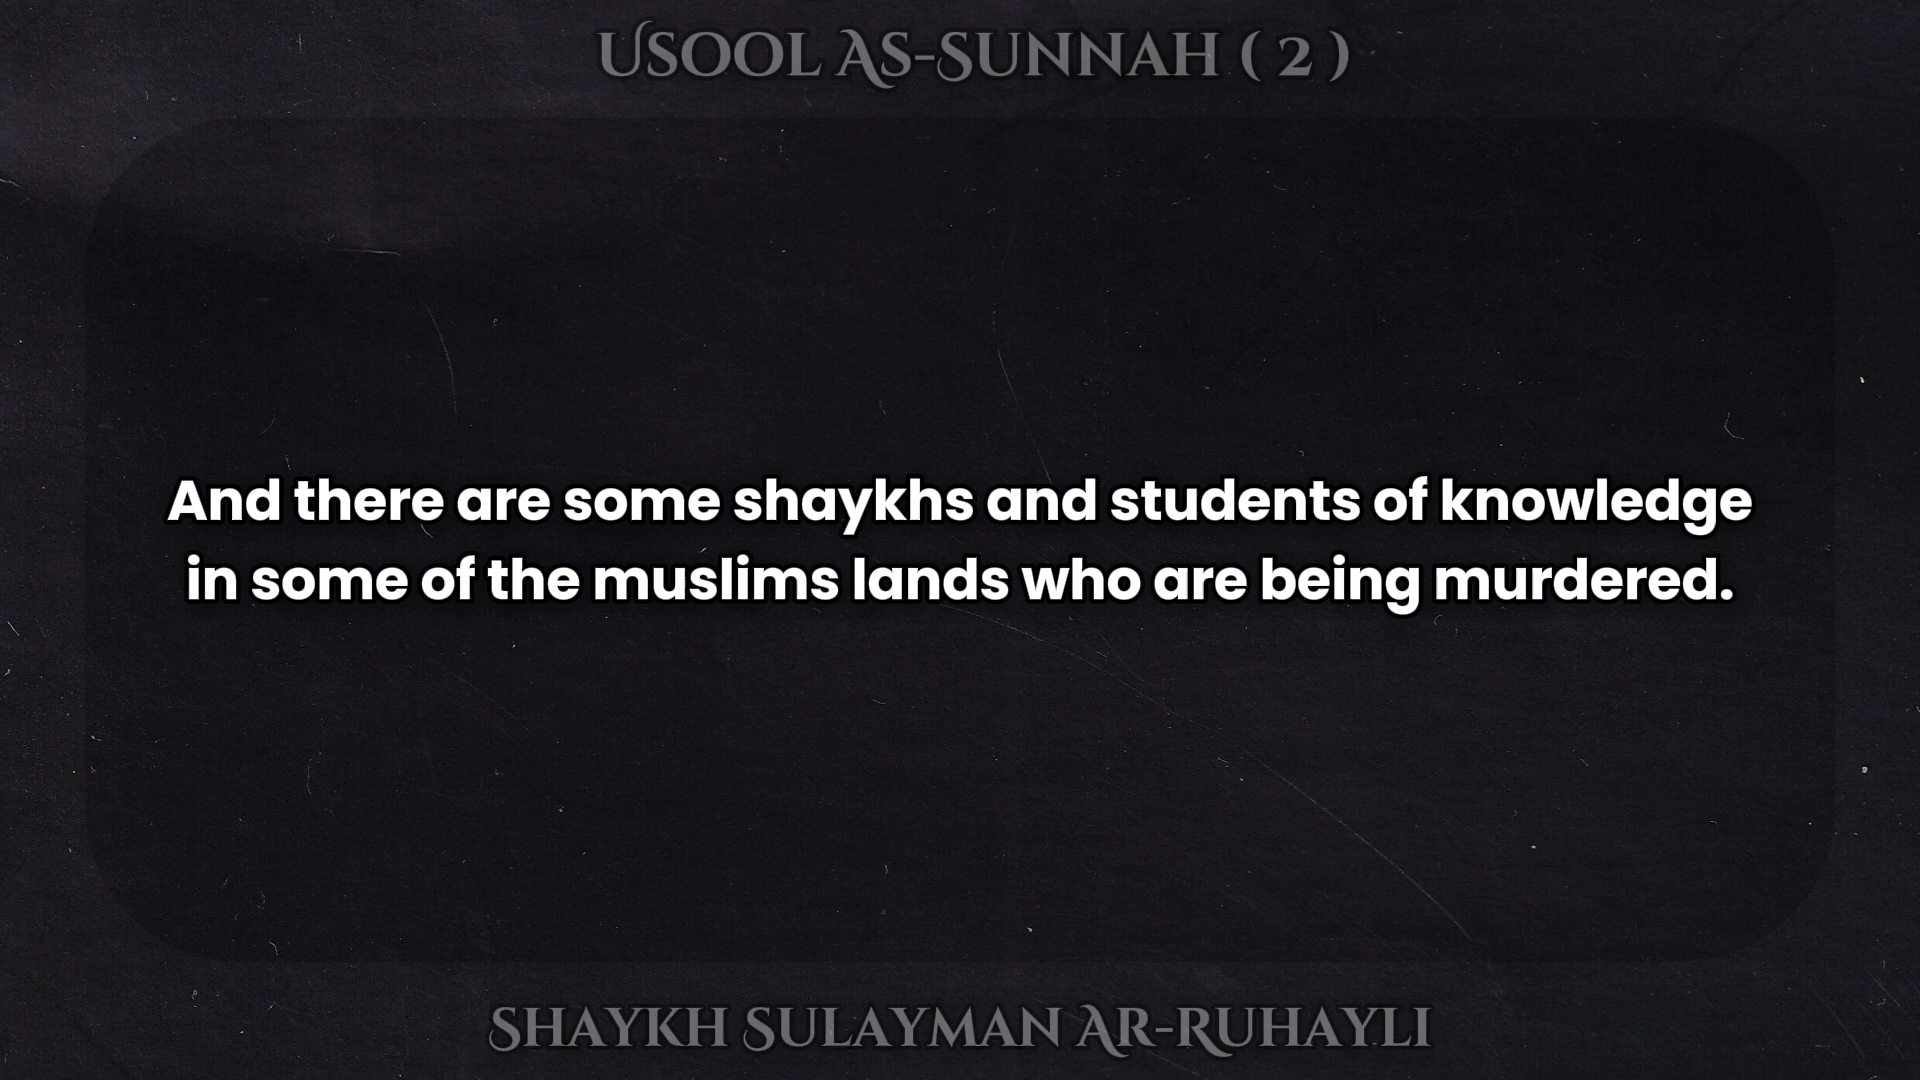 Usool As-Sunnah ( 2 )
And there are some shaykhs and students of knowledge
in some of the muslims lands who are being murdered.
Shaykh Sulayman Ar-Ruhayli